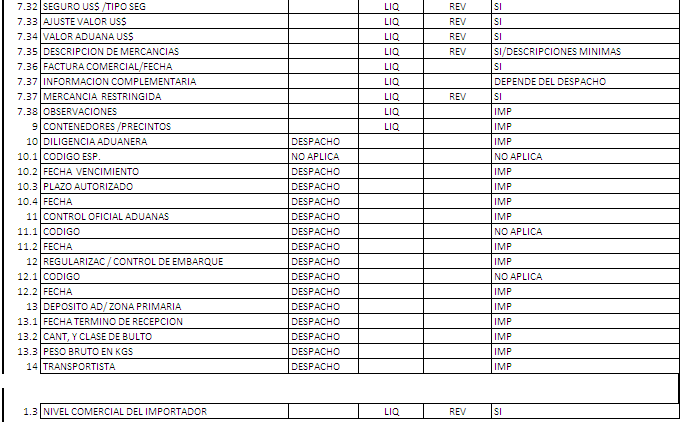 7.32 SEGURO US$ /TIPO SEG LIQ REV SI
7.33 AJUSTE VALOR US$ LIQ REV SI
7.34 VALOR ADUANA US$ LIQ REV SI
7.35 DESCRIPCION DE MERCANCIAS LIQ REV SI/DESCRIPCIONES MINIMAS
7.36 FACTURA COMERCIAL/FECHA LIQ SI
7.37 INFORMACION COMPLEMENTARIA LIQ DEPENDE DEL DESPACHO
7.37 MERCANCIA RESTRINGIDA LIQ REV SI
7.38 OBSERVACIONES LIQ IMP
9 CONTENEDORES /PRECINTOS LIQ IMP
10 DILIGENCIA ADUANERA DESPACHO IMP
10.1 CODIGO ESP. NO APLICA NO APLICA
10.2 FECHA VENCIMIENTO DESPACHO IMP
10.3 PLAZO AUTORIZADO DESPACHO IMP
10.4 FECHA DESPACHO IMP
11 CONTROL OFICIAL ADUANAS DESPACHO IMP
11.1 CODIGO DESPACHO NO APLICA
11.2 FECHA DESPACHO IMP
12 REGULARIZAC / CONTROL DE EMBARQUE DESPACHO IMP
12.1 CODIGO DESPACHO NO APLICA
12.2 FECHA DESPACHO IMP
13 DEPOSITO AD/ ZONA PRIMARIA DESPACHO IMP
13.1 FECHA TERMINO DE RECEPCION DESPACHO IMP
13.2 CANT, Y CLASE DE BULTO DESPACHO IMP
13.3 PESO BRUTO EN KGS DESPACHO IMP
14 TRANSPORTISTA DESPACHO IMP
1.3 NIVEL COMERCIAL DEL IMPORTADOR LIQ REV SI